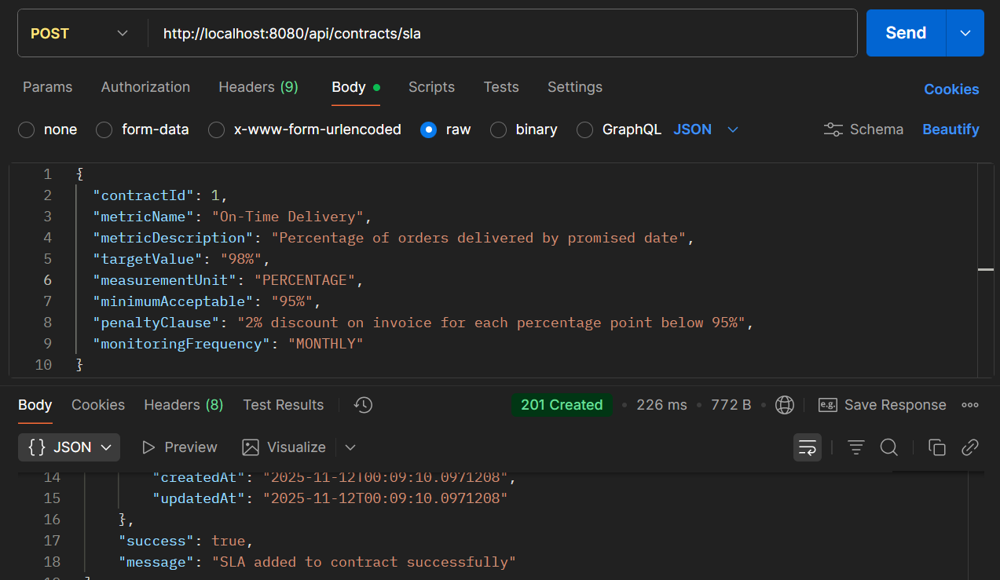 POST http://localhost:8080/api/contracts/sla Send
Params Authorization Headers (9) Body Scripts Tests Settings Cookies
none form-data x-www-form-urlencoded raw binary GraphQL JSON Schema Beautify
1 {
2 "contractId": 1,
3 "metricName": "On-Time Delivery",
4 "metricDescription": "Percentage of orders delivered by promised date",
5 "targetValue": "98%",
6 "measurementUnit": "PERCENTAGE",
7 "minimumAcceptable": "95%",
8 "penaltyClause": "2% discount on invoice for each percentage point below 95%",
9 "monitoringFrequency": "MONTHLY"
10 }
Body Cookies Headers (8) Test Results 201 Created • 226 ms • 772 B • e.g. Save Response
{} JSON Preview Visualize
14 "createdAt": "2025-11-12T00:09:10.0971208",
15 "updatedAt": "2025-11-12T00:09:10.0971208"
16 },
17 "success": true,
18 "message": "SLA added to contract successfully"